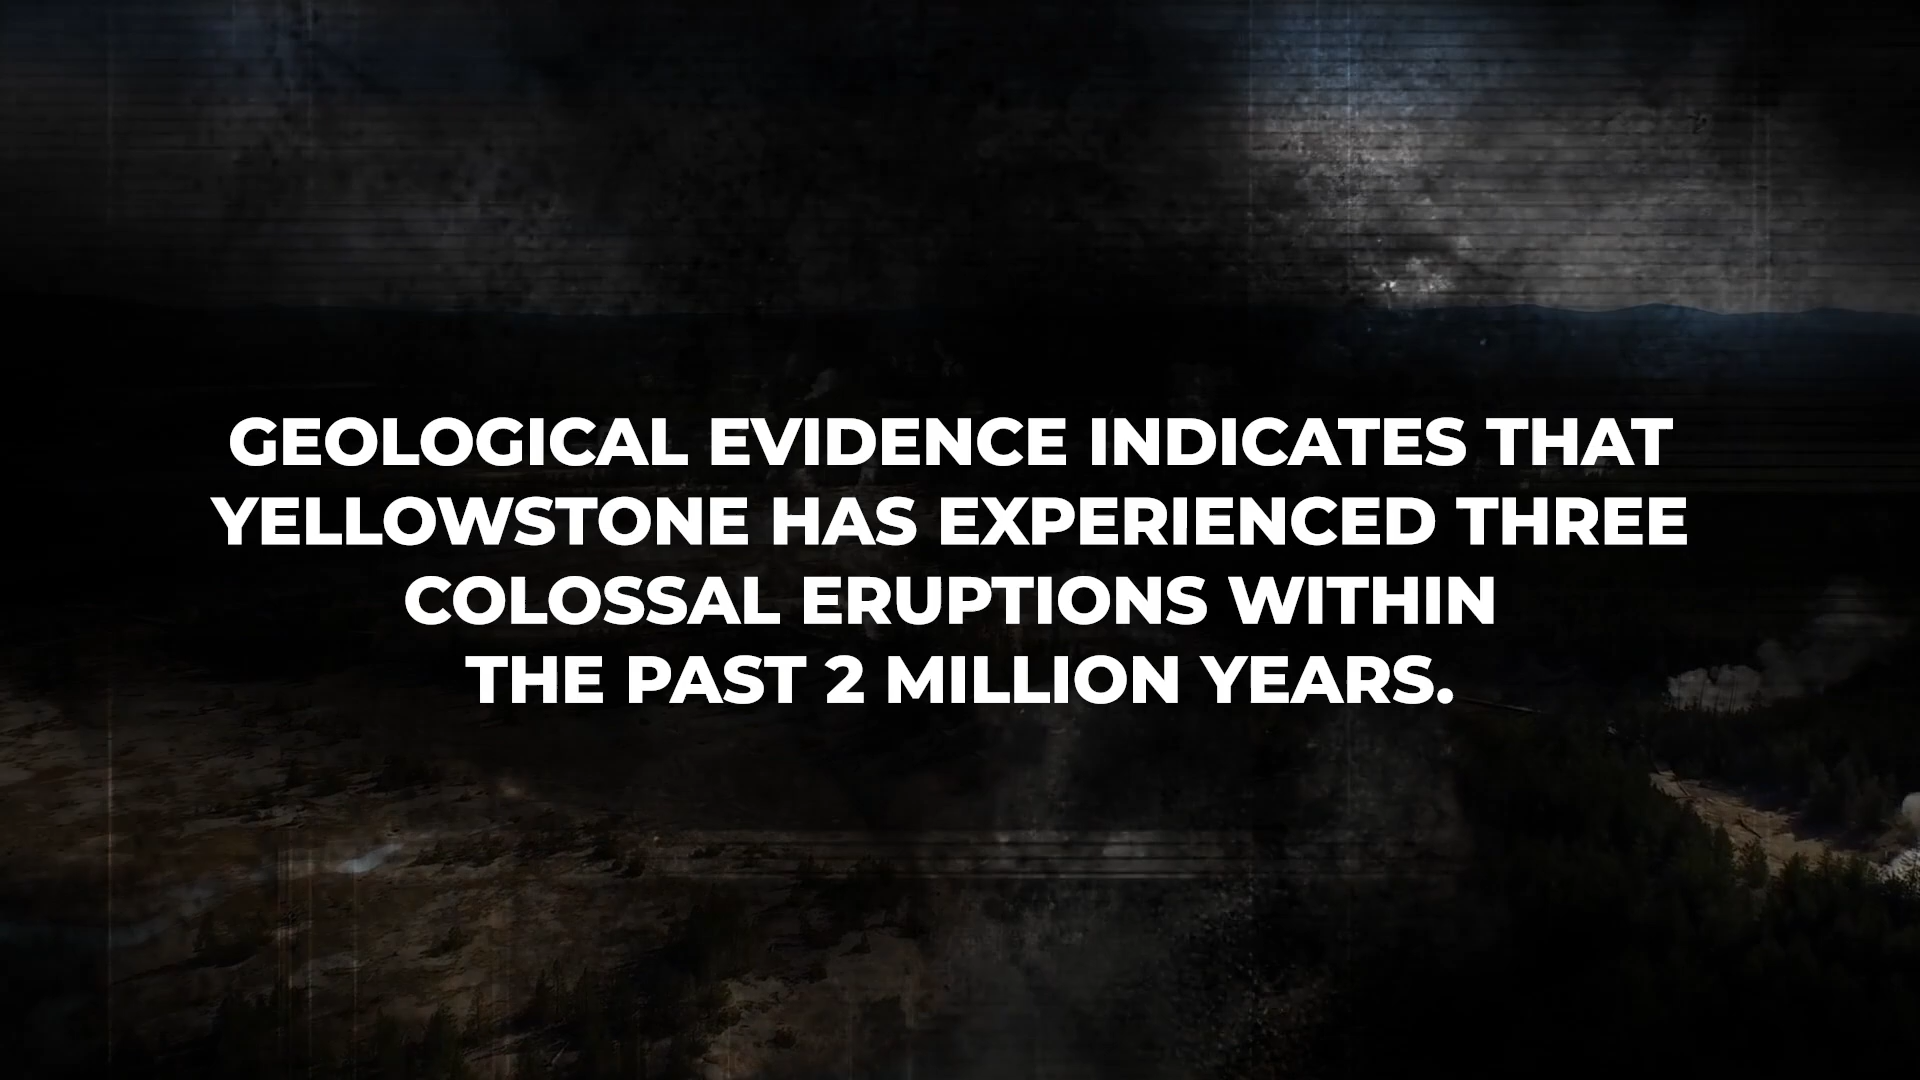 GEOLOGICAL EVIDENCE INDICATES THAT
YELLOWSTONE HAS EXPERIENCED THREE
COLOSSAL ERUPTIONS WITHIN
THE PAST 2 MILLION YEARS.